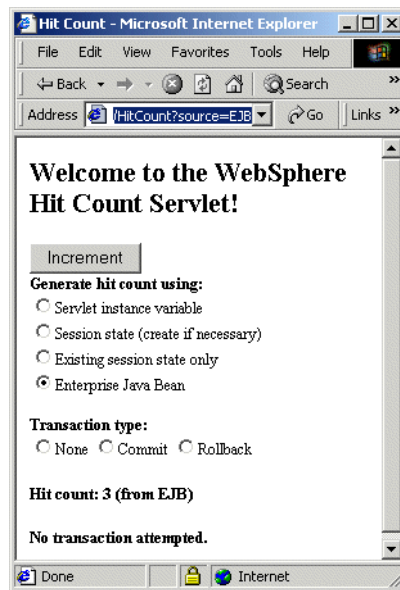 Hit Count - Microsoft Internet Explorer
File Edit View Favorites Tools Help
Back Search »
Address /HitCount?source=EJB Go Links »
Welcome to the WebSphere
Hit Count Servlet!
Increment
Generate hit count using:
Servlet instance variable
Session state (create if necessary)
Existing session state only
Enterprise Java Bean
Transaction type:
None Commit Rollback
Hit count: 3 (from EJB)
No transaction attempted.
Done Internet